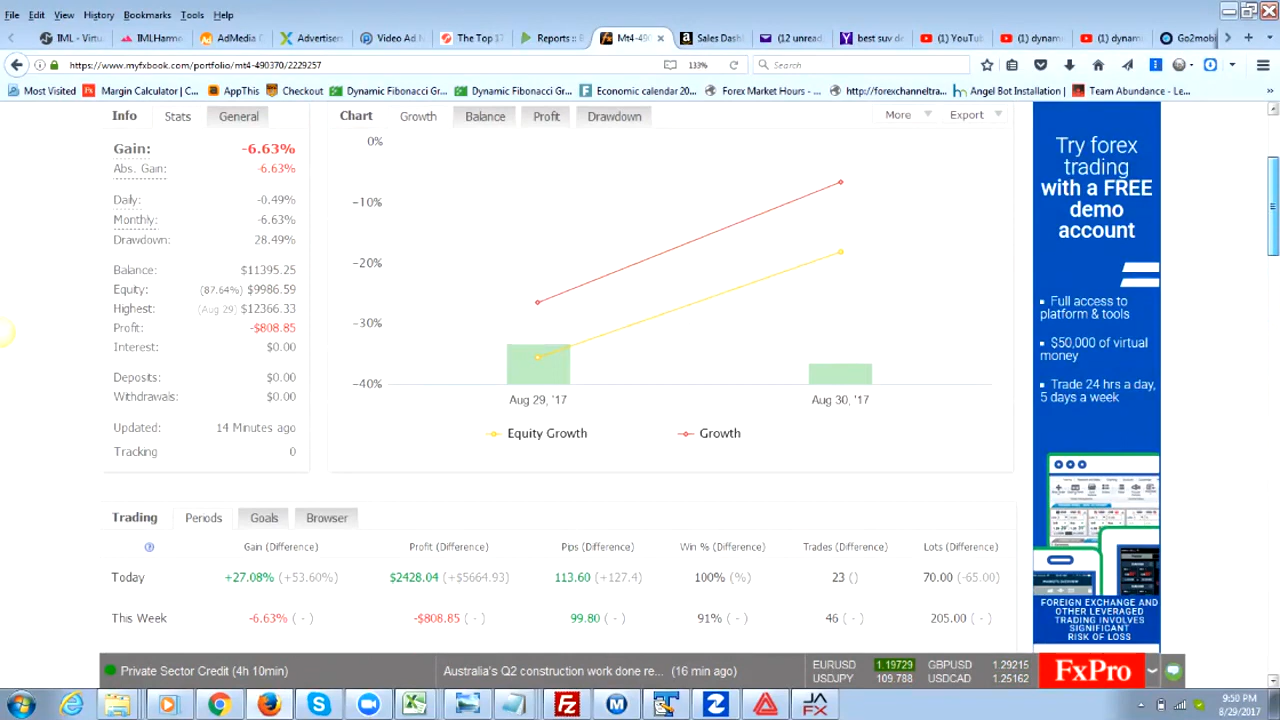 File Edit View History Bookmarks Tools Help
IML - Virtu
IMLHarmo
AdMedia
Advertiser
Video Ad
The Top 17
Reports ::
Mt4-490
Sales Dash
(12 unrea
best suv de
(1) YouTu
(1) dynam
(1) dynam
Go2mobi
https://www.myfxbook.com/portfolio/mt4-490370/2229257
133%
Search
Most Visited
Margin Calculator | C...
AppThis
Checkout
Dynamic Fibonacci Gr...
Dynamic Fibonacci Gr...
Economic calendar 20...
Forex Market Hours - ...
http://forexchanneltra...
Angel Bot Installation |
Team Abundance - Le...
Info Stats General
Gain: -6.63%
Abs. Gain: -6.63%
Daily: -0.49%
Monthly: -6.63%
Drawdown: 28.49%
Balance: $11395.25
Equity: (87.64%) $9986.59
Highest: (Aug 29) $12366.33
Profit: -$808.85
Interest: $0.00
Deposits: $0.00
Withdrawals: $0.00
Updated: 14 Minutes ago
Tracking 0
Chart Growth Balance Profit Drawdown More Export
0%
-10%
-20%
-30%
-40%
Aug 29, '17 Aug 30, '17
Equity Growth Growth
Try forex
trading
with a FREE
demo
account
Full access to
platform & tools
$50,000 of virtual
money
Trade 24 hrs a day,
5 days a week
FOREIGN EXCHANGE AND
OTHER LEVERAGED
TRADING INVOLVES
SIGNIFICANT
RISK OF LOSS
Trading Periods Goals Browser
Gain (Difference) Profit (Difference) Pips (Difference) Win % (Difference) Trades (Difference) Lots (Difference)
Today +27.08% (+53.60%) 113.60 (+127.4) 100% (%) 23 ( 70.00 (-65.00)
This Week -6.63% ( - ) ( - ) 99.80 ( - ) 91% ( - ) 46 ( - ) 205.00 ( - )
Private Sector Credit (4h 10min)
Australia's Q2 construction work done re... (16 min ago)
EURUSD 1.19729 GBPUSD 1.29215
USDJPY 109.788 USDCAD 1.25162
FxPro
JA
FX
9:50 PM
8/29/2017